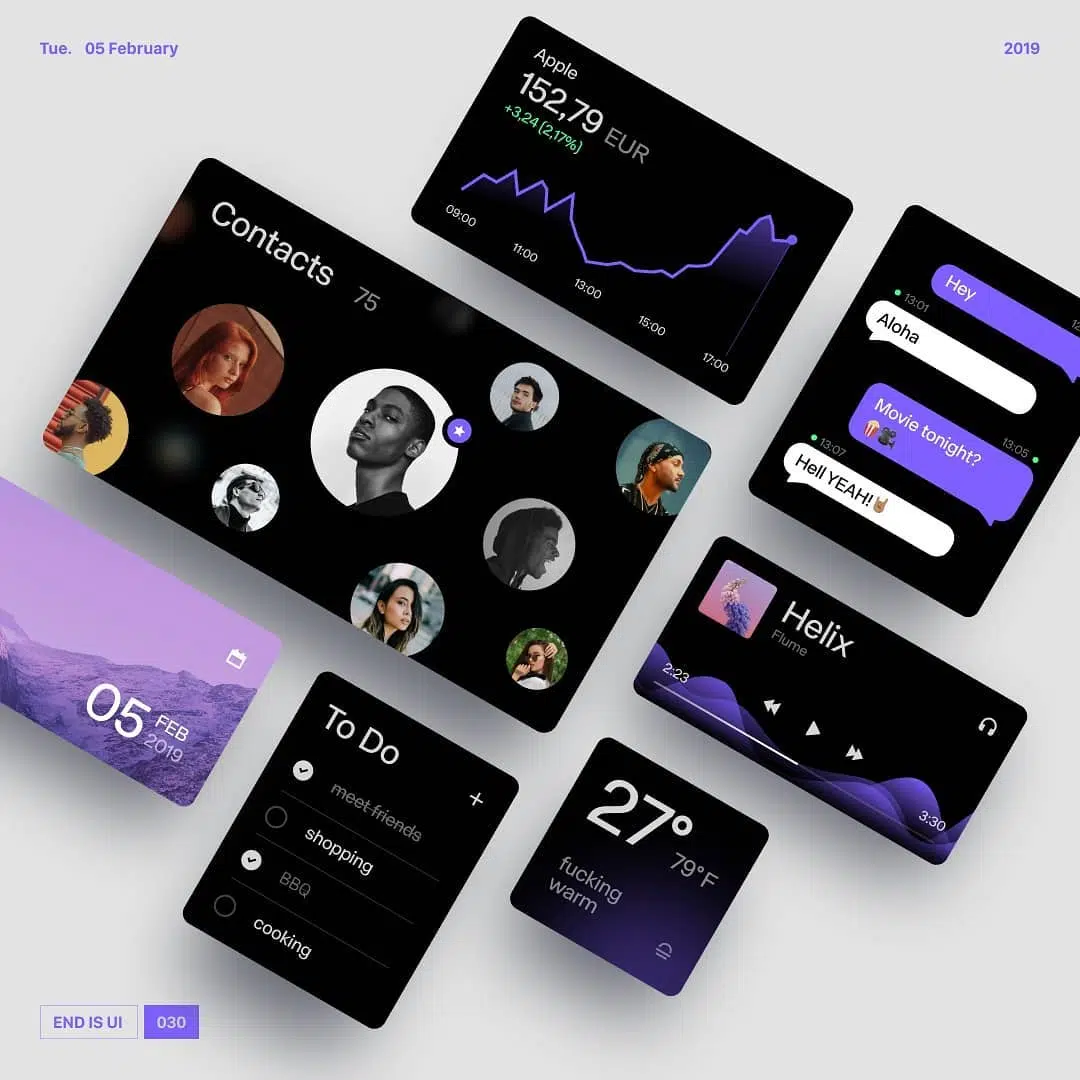 Tue. 05 February
2019
Apple
152,79 EUR
+3,24 (2,17%)
09:00
11:00
13:00
15:00
17:00
Contacts 75
Hey
13:01
Aloha
Movie tonight?
🍿🎥
13:05
13:07
Hell YEAH!🤘🏽
Helix
Flume
2:23
3:30
05 FEB
2019
To Do
+
meet friends
shopping
BBQ
cooking
27°
79°F
fucking
warm
END IS UI
030